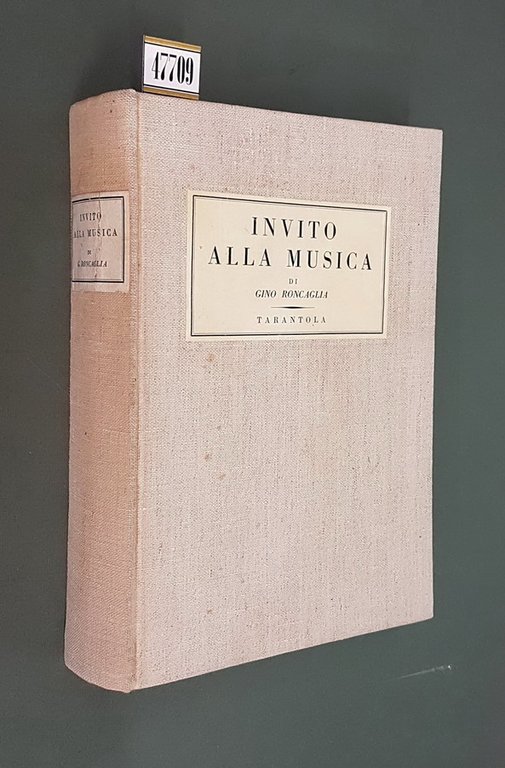 47709
INVITO
ALLA MUSICA
DI
G. RONCAGLIA
INVITO
ALLA MUSICA
DI
GINO RONCAGLIA
TARANTOLA